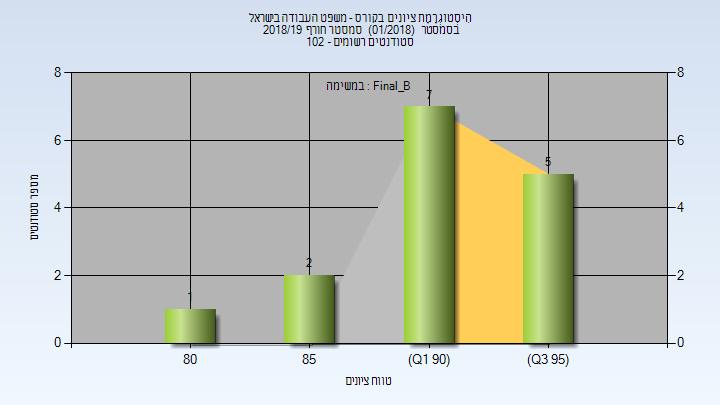 היסטוגרמת ציונים בקורס - משפט העבודה בישראל
בסמסטר (01/2018) סמסטר חורף 2018/19
סטודנטים רשומים - 102
במשימה : Final_B
8 8
7
6 6
5
4 4
2
2 2
1
0 0
80 85 (Q1 90) (Q3 95)
מספר סטודנטים
טווח ציונים